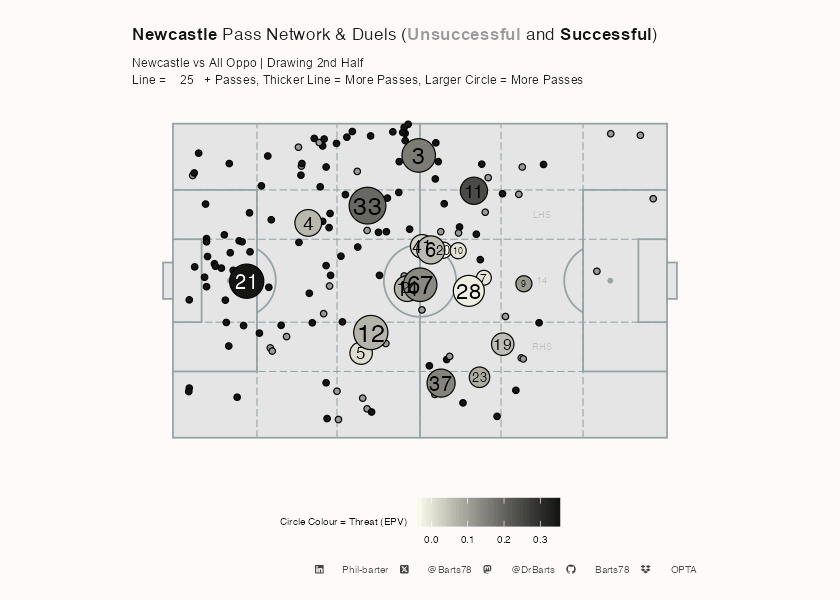 Newcastle Pass Network & Duels (Unsuccessful and Successful)
Newcastle vs All Oppo | Drawing 2nd Half
Line = 25 + Passes, Thicker Line = More Passes, Larger Circle = More Passes
3
11
33
4
LHS
6
10
21
7
14
9
67
28
12
19
RHS
5
23
37
Circle Colour = Threat (EPV)
0.0 0.1 0.2 0.3
Phil-barter @Barts78 @DrBarts Barts78 OPTA